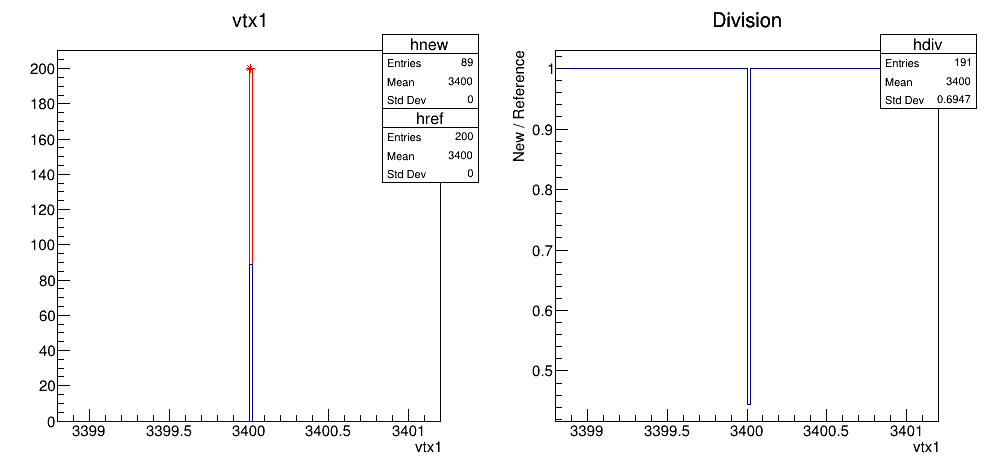 vtx1
hnew
Entries 89
Mean 3400
Std Dev 0
href
Entries 200
Mean 3400
Std Dev 0
200
180
160
140
120
100
80
60
40
20
0
3399 3399.5 3400 3400.5 3401
vtx1
Division
hdiv
Entries 191
Mean 3400
Std Dev 0.6947
New / Reference
1
0.9
0.8
0.7
0.6
0.5
3399 3399.5 3400 3400.5 3401
vtx1